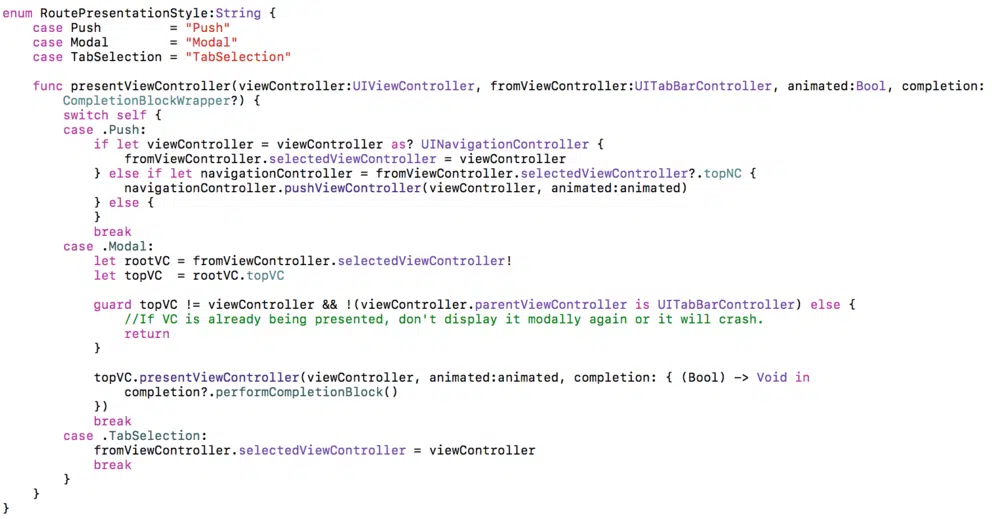 enum RoutePresentationStyle:String {
    case Push         = "Push"
    case Modal        = "Modal"
    case TabSelection = "TabSelection"

    func presentViewController(viewController:UIViewController, fromViewController:UITabBarController, animated:Bool, completion:
        CompletionBlockWrapper?) {
        switch self {
        case .Push:
            if let viewController = viewController as? UINavigationController {
                fromViewController.selectedViewController = viewController
            } else if let navigationController = fromViewController.selectedViewController?.topNC {
                navigationController.pushViewController(viewController, animated:animated)
            } else {
            }
            break
        case .Modal:
            let rootVC = fromViewController.selectedViewController!
            let topVC  = rootVC.topVC

            guard topVC != viewController && !(viewController.parentViewController is UITabBarController) else {
                //If VC is already being presented, don't display it modally again or it will crash.
                return
            }

            topVC.presentViewController(viewController, animated:animated, completion: { (Bool) -> Void in
                completion?.performCompletionBlock()
            })
            break
        case .TabSelection:
            fromViewController.selectedViewController = viewController
            break
        }
    }
}